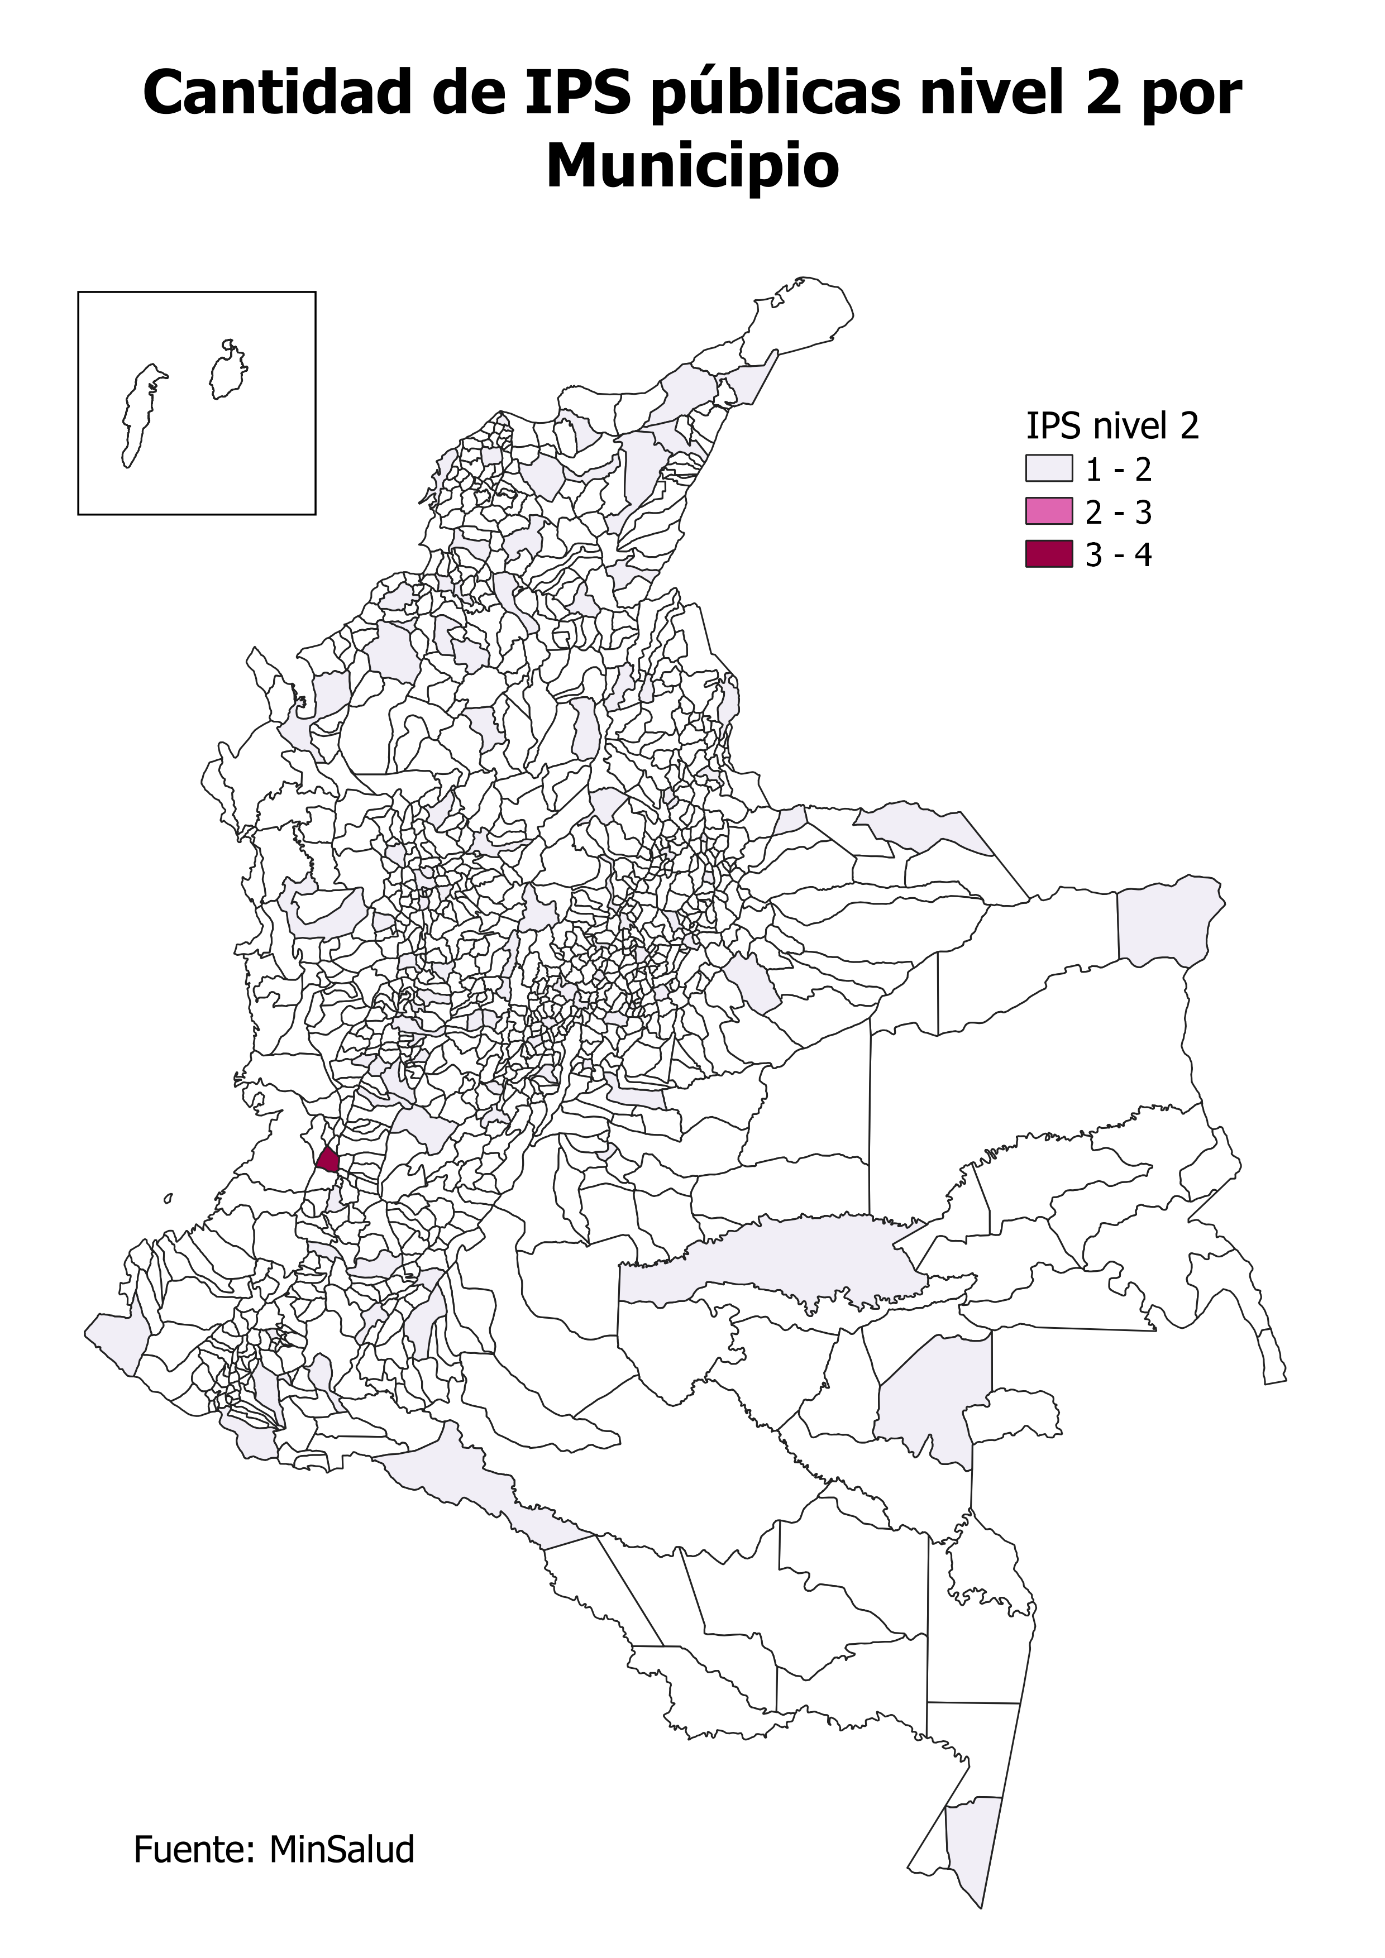 Cantidad de IPS públicas nivel 2 por
Municipio
IPS nivel 2
1 - 2
2 - 3
3 - 4
Fuente: MinSalud